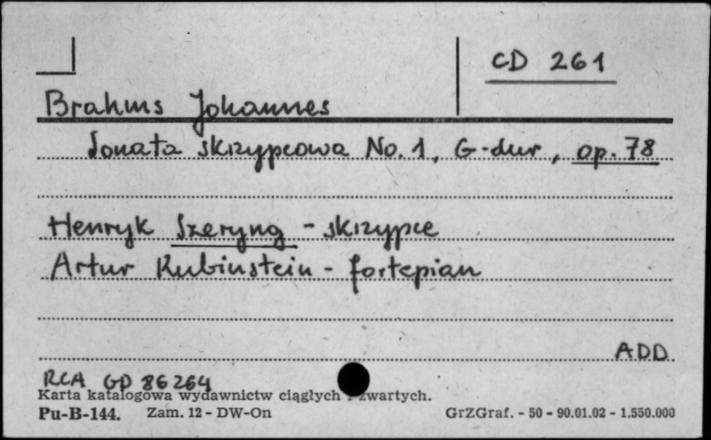 CD 261
Brahms Johannes
Sonata skrzypcowa No. 1, G-dur, op. 78
Henryk Szeryng - skrzypce
Artur Rubinstein - fortepian
ADD
RCA GD 86264
Karta katalogowa wydawnictw ciągłych i zwartych.
Pu-B-144. Zam. 12 - DW-On GrZGraf. - 50 - 90.01.02 - 1.550.000